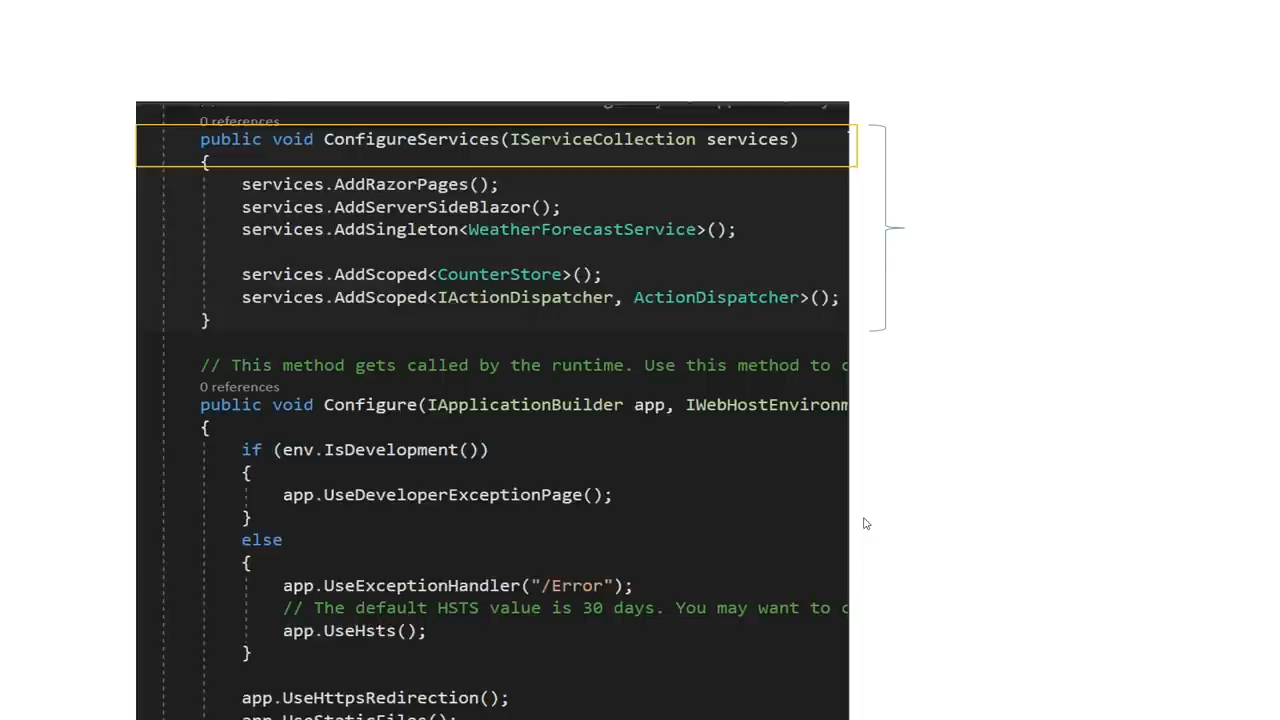 0 references
public void ConfigureServices(IServiceCollection services)
{
services.AddRazorPages();
services.AddServerSideBlazor();
services.AddSingleton<WeatherForecastService>();
services.AddScoped<CounterStore>();
services.AddScoped<IActionDispatcher, ActionDispatcher>();
}
// This method gets called by the runtime. Use this method to
0 references
public void Configure(IApplicationBuilder app, IWebHostEnvironm
{
if (env.IsDevelopment())
{
app.UseDeveloperExceptionPage();
}
else
{
app.UseExceptionHandler("/Error");
// The default HSTS value is 30 days. You may want to
app.UseHsts();
}
app.UseHttpsRedirection();
app.UseStaticFiles();